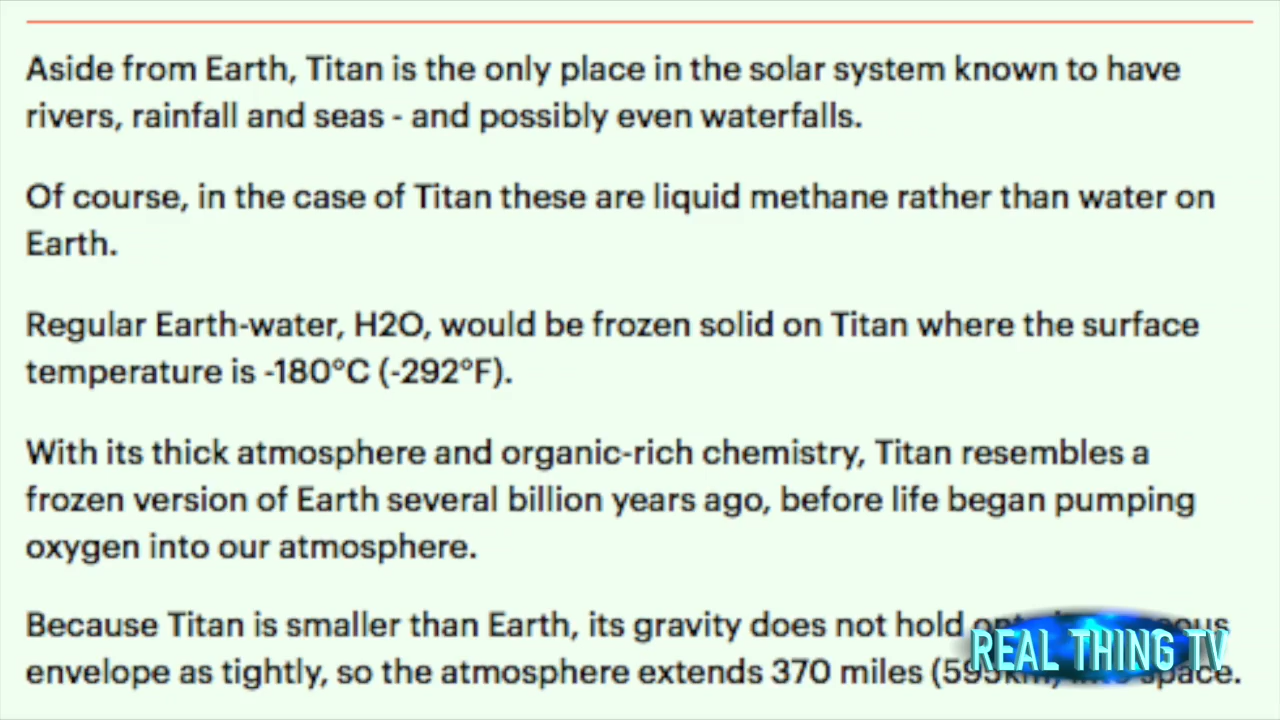 Aside from Earth, Titan is the only place in the solar system known to have
rivers, rainfall and seas - and possibly even waterfalls.
Of course, in the case of Titan these are liquid methane rather than water on
Earth.
Regular Earth-water, H2O, would be frozen solid on Titan where the surface
temperature is -180°C (-292°F).
With its thick atmosphere and organic-rich chemistry, Titan resembles a
frozen version of Earth several billion years ago, before life began pumping
oxygen into our atmosphere.
Because Titan is smaller than Earth, its gravity does not hold
envelope as tightly, so the atmosphere extends 370 miles space.
REAL THING TV